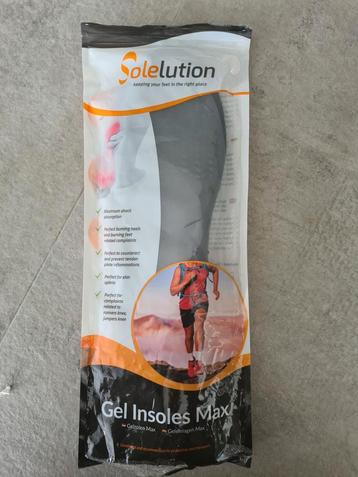 Solelution
keeping your feet in the right place
Maximum shock
absorption
Perfect burning heels
and burning feet
related complaints
Perfect to counteract
and prevent tendon
plate inflammations
Perfect for shin
splints
Perfect for
complaints
related to
runners knee,
jumpers knee
Gel Insoles Max
Gelzolen Max
Geleinlagen Max